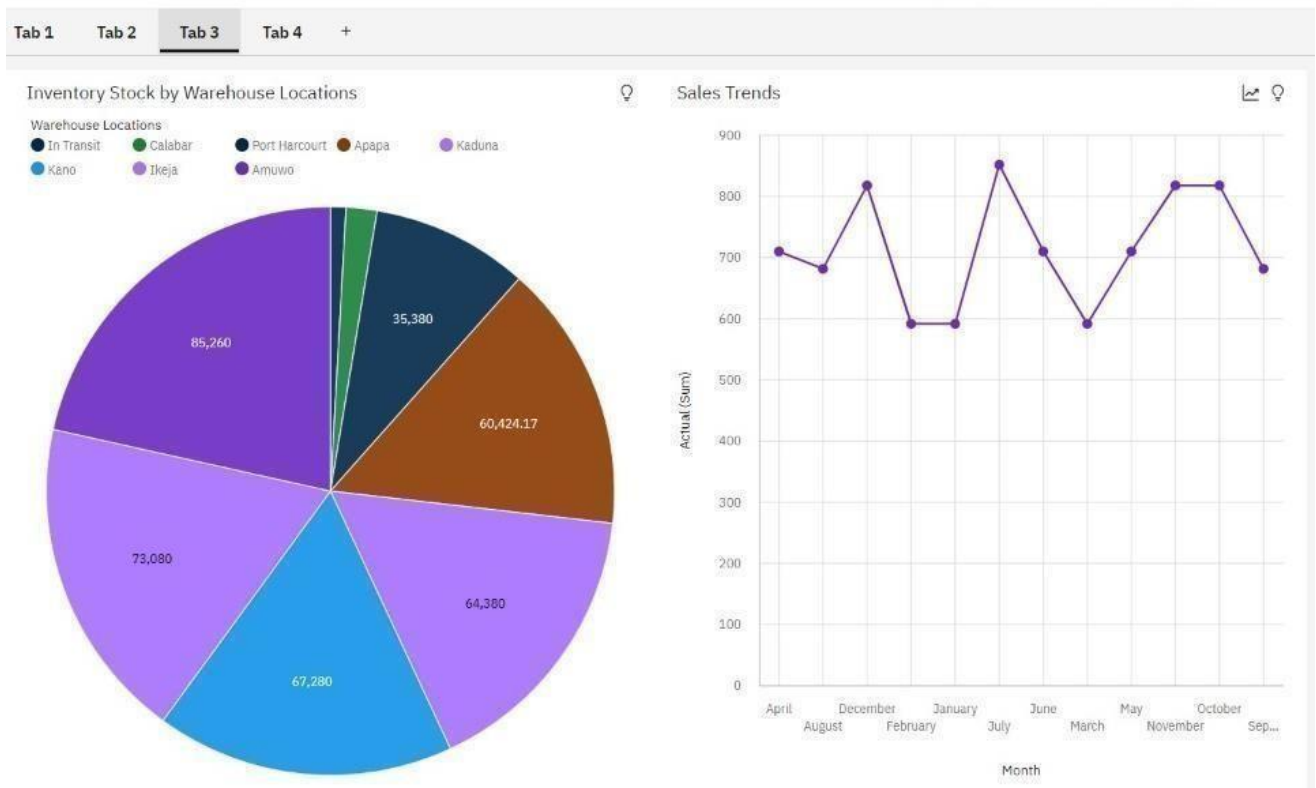 Tab 1 Tab 2 Tab 3 Tab 4 +
Inventory Stock by Warehouse Locations
Warehouse Locations
In Transit Calabar Port Harcourt Apapa Kaduna
Kano Ikeja Amuwo
35,380
85,260
60,424.17
73,080
64,380
67,280
Sales Trends
900
800
700
600
500
400
300
200
100
0
Actual (Sum)
April December January June May October
August February July March November Sep...
Month